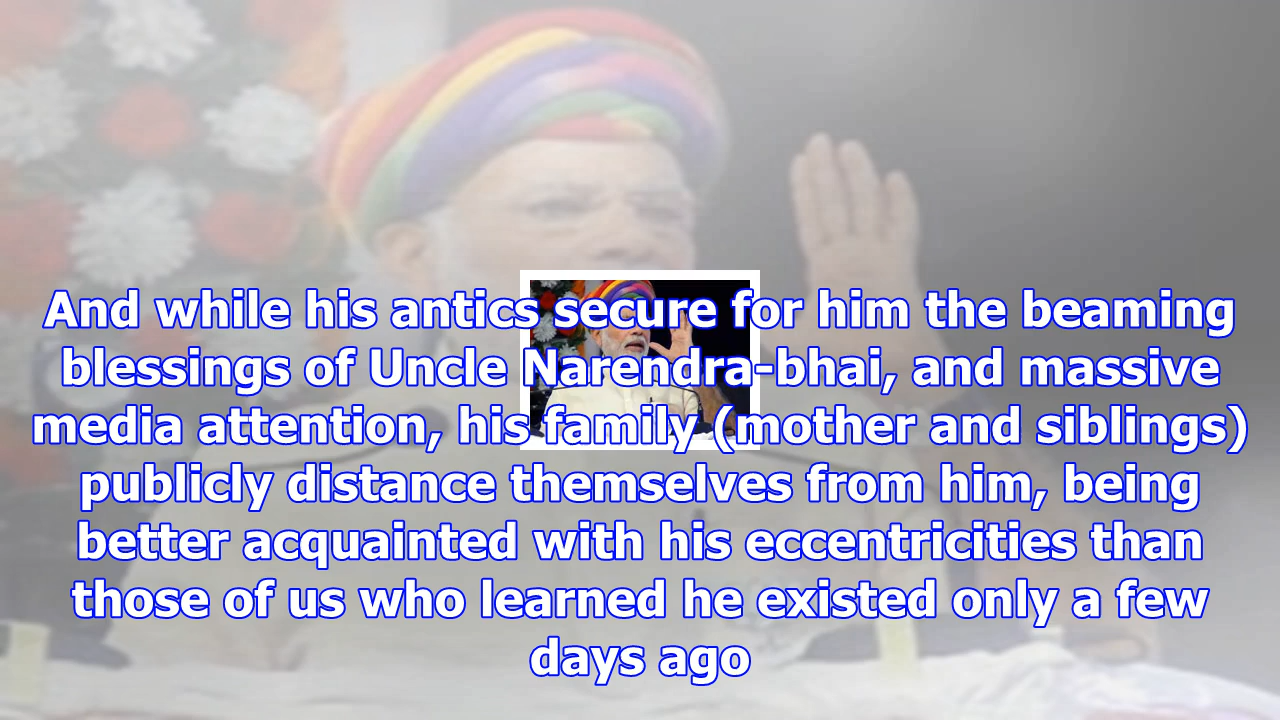 And while his antics secure for him the beaming
blessings of Uncle Narendra-bhai, and massive
media attention, his family (mother and siblings)
publicly distance themselves from him, being
better acquainted with his eccentricities than
those of us who learned he existed only a few
days ago